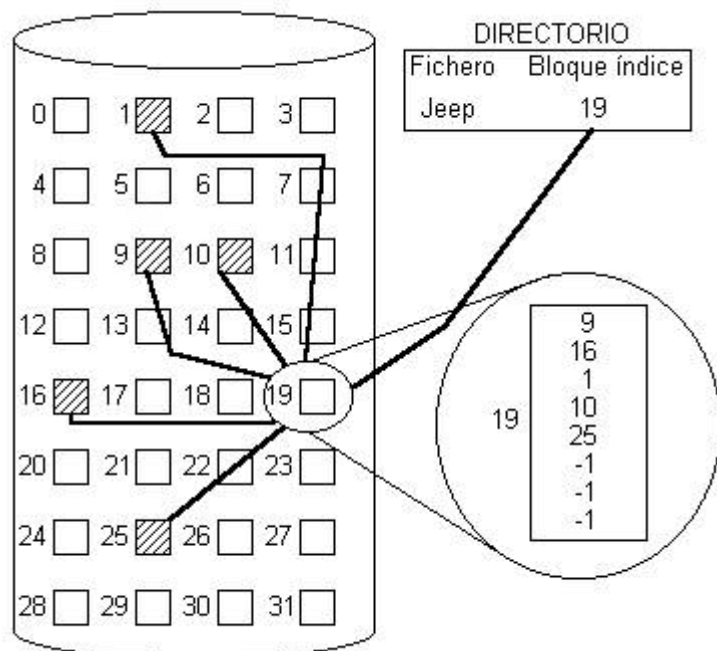 DIRECTORIO
Fichero Bloque índice
Jeep 19
0 1 2 3
4 5 6 7
8 9 10 11
12 13 14 15
16 17 18 19
20 21 22 23
24 25 26 27
28 29 30 31
19
9
16
1
10
25
-1
-1
-1